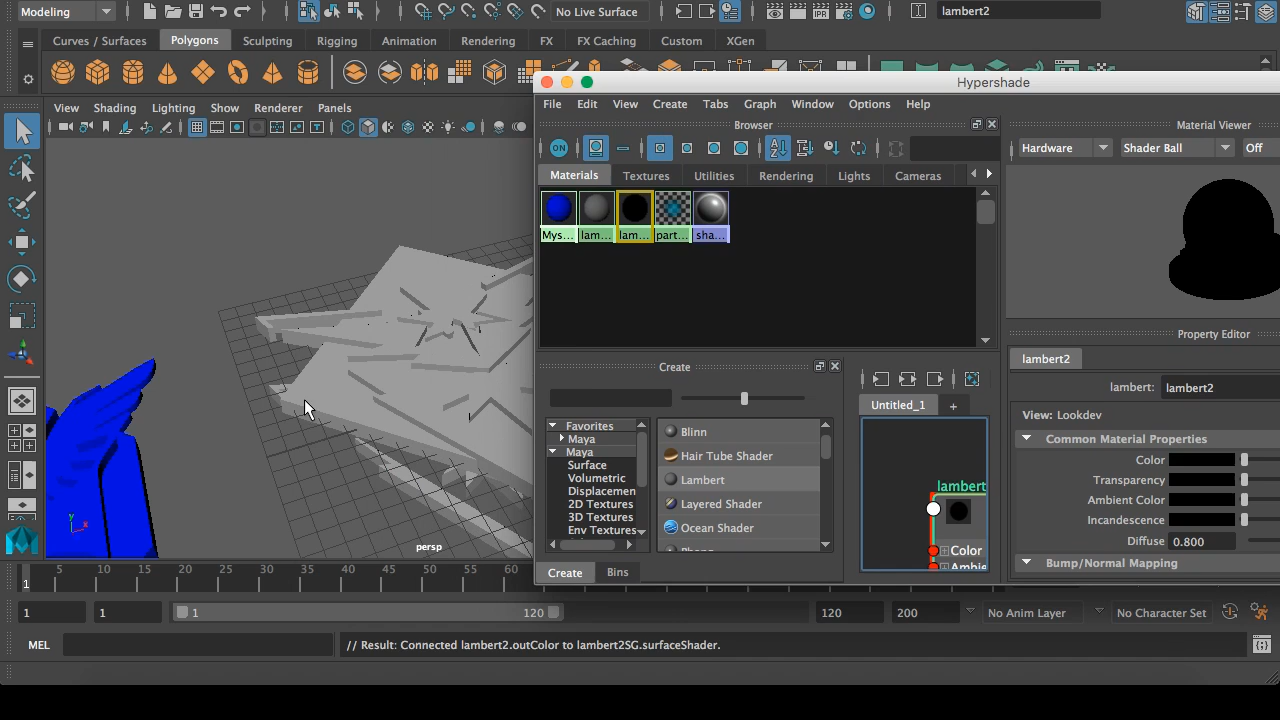 Modeling
No Live Surface
lambert2
Curves / Surfaces
Polygons
Sculpting
Rigging
Animation
Rendering
FX
FX Caching
Custom
XGen
Hypershade
File
Edit
View
Create
Tabs
Graph
Window
Options
Help
View
Shading
Lighting
Show
Renderer
Panels
Browser
Material Viewer
ON
Hardware
Shader Ball
Off
Materials
Textures
Utilities
Rendering
Lights
Cameras
Mys...
lam...
lam...
part...
sha...
Property Editor
lambert2
lambert: lambert2
View: Lookdev
Common Material Properties
Color
Transparency
Ambient Color
Incandescence
Diffuse 0.800
Bump/Normal Mapping
Create
Favorites
Maya
Maya
Surface
Volumetric
Displacemen
2D Textures
3D Textures
Env Textures
Blinn
Hair Tube Shader
Lambert
Layered Shader
Ocean Shader
Phong
Create
Bins
Untitled_1
+
lambert
Color
Ambie
y
x
persp
5 10 15 20 25 30 35 40 45 50 55 60
1
1
1
1
120
120
200
No Anim Layer
No Character Set
MEL
// Result: Connected lambert2.outColor to lambert2SG.surfaceShader.